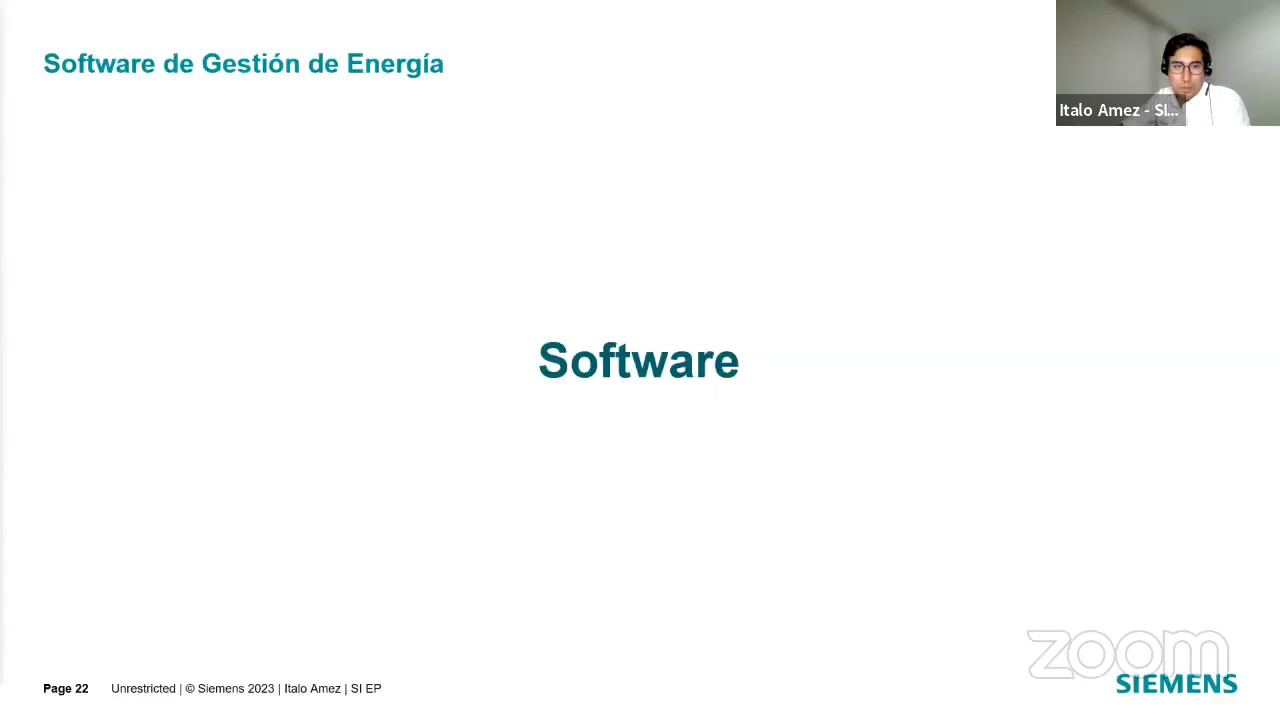 Software de Gestión de Energía
Italo Amez - SI...
Software
zoom
Page 22 Unrestricted | © Siemens 2023 | Italo Amez | SI EP
SIEMENS